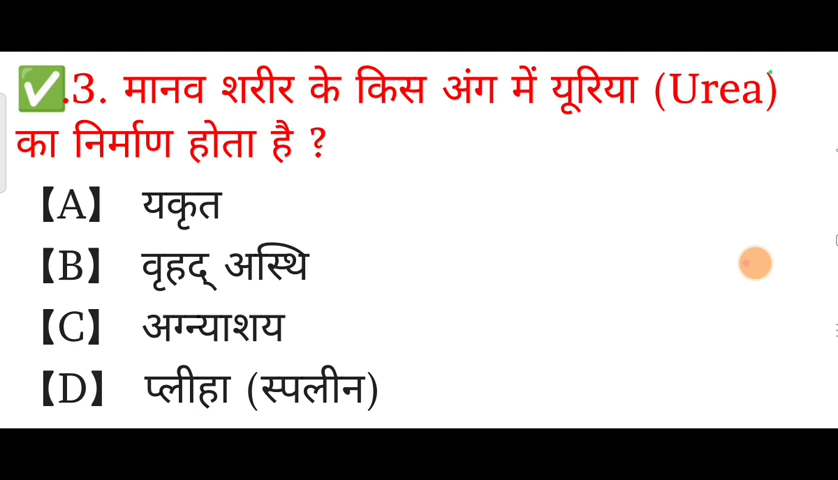 ✅.3. मानव शरीर के किस अंग में यूरिया (Urea)
का निर्माण होता है ?
【A】 यकृत
【B】 वृहद् अस्थि
【C】 अग्न्याशय
【D】 प्लीहा (स्पलीन)